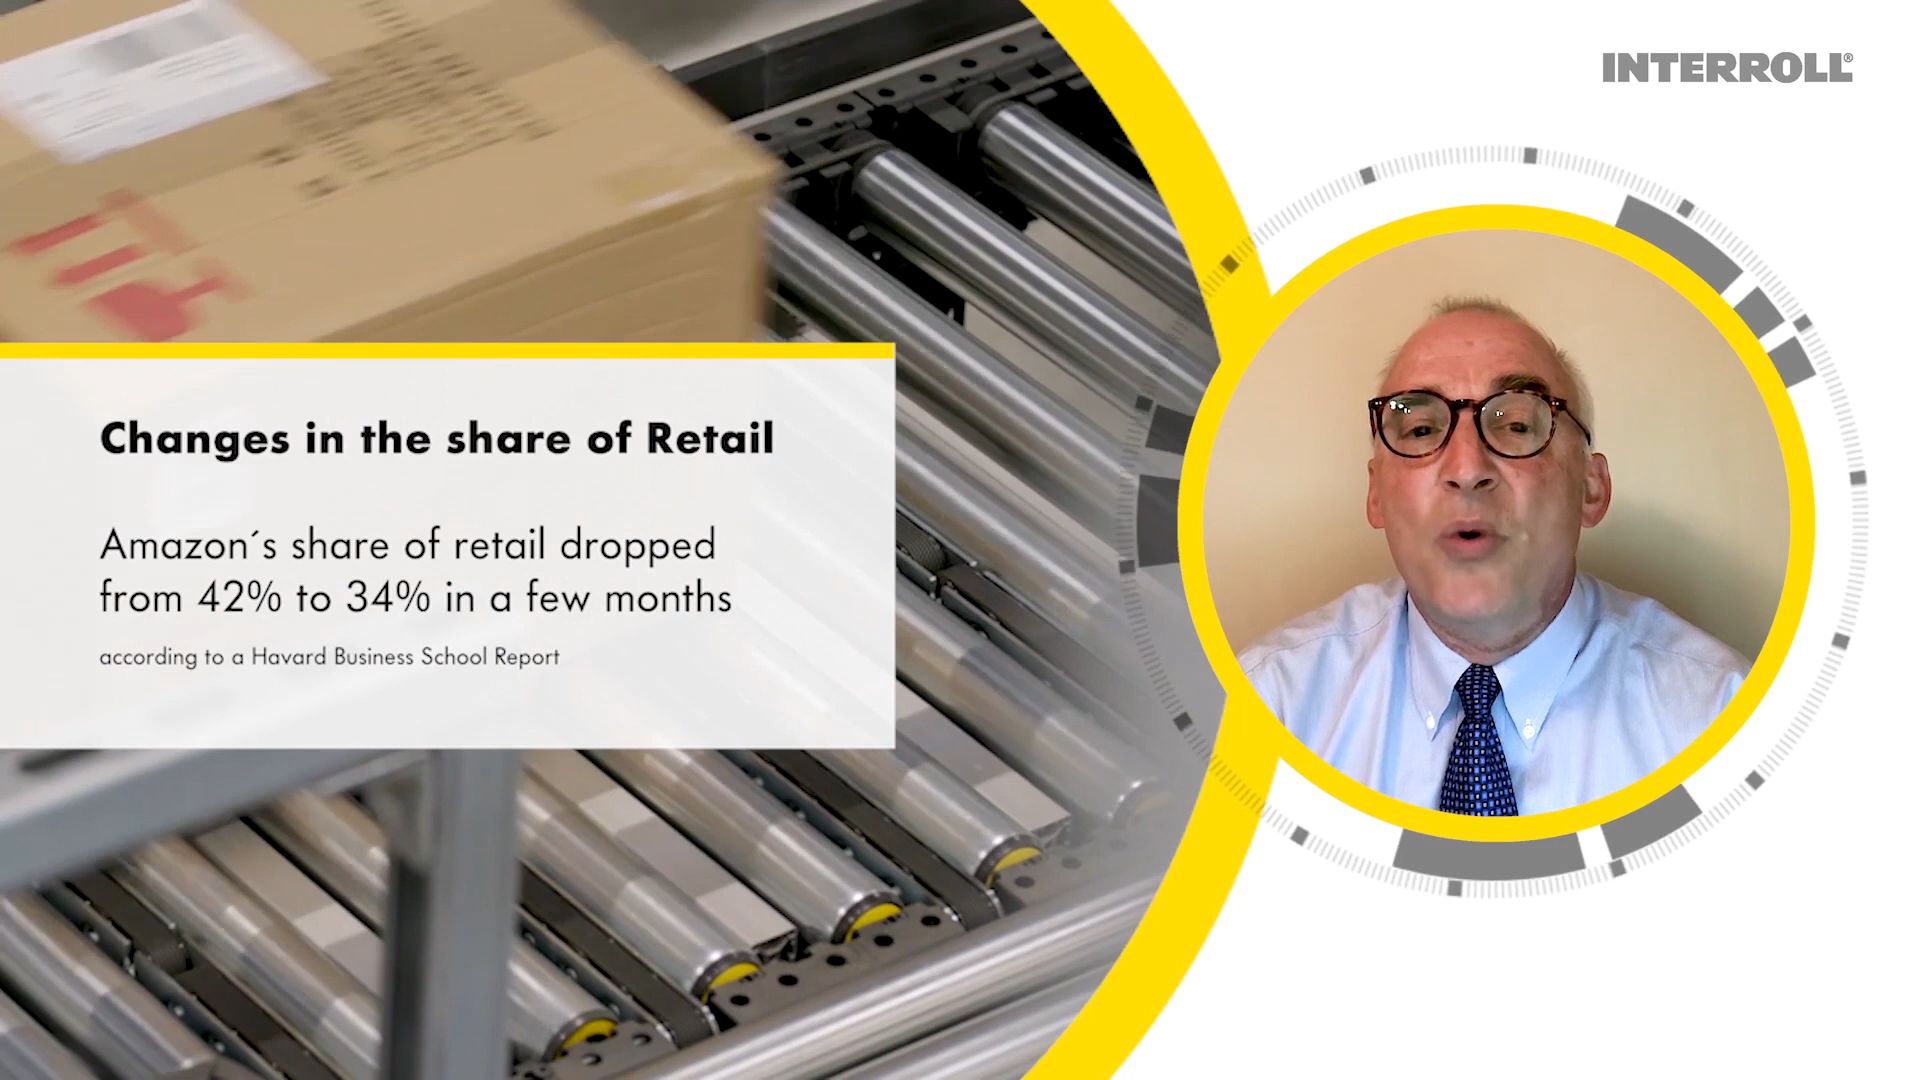 INTERROLL®
Changes in the share of Retail
Amazon´s share of retail dropped
from 42% to 34% in a few months
according to a Havard Business School Report